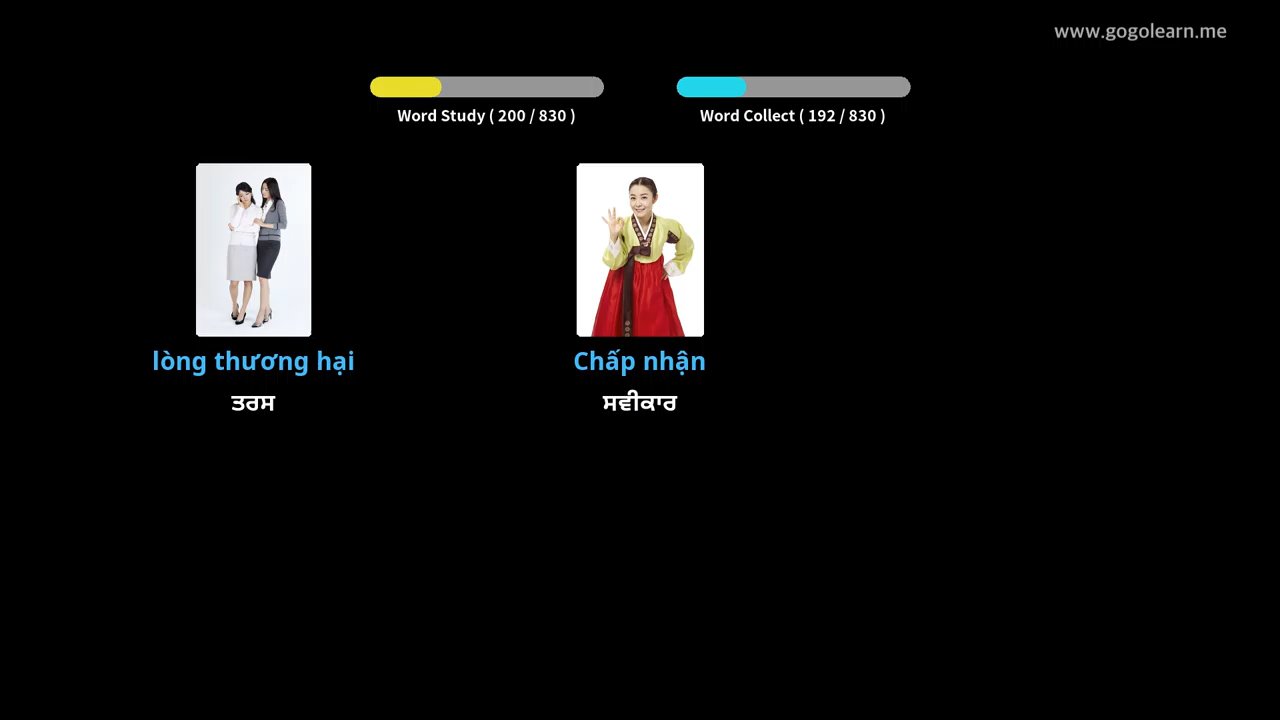 www.gogolearn.me
Word Study ( 200 / 830 )
Word Collect ( 192 / 830 )
lòng thương hại
Chấp nhận
ਤਰਸ
ਸਵੀਕਾਰ